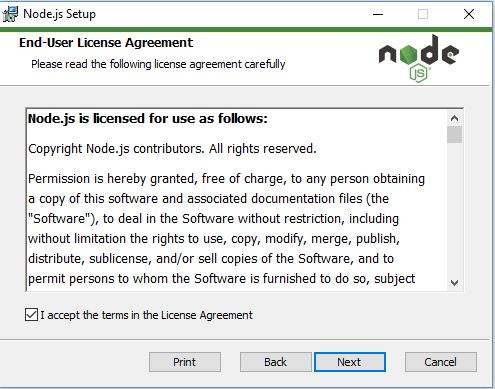 Node.js Setup
End-User License Agreement
Please read the following license agreement carefully
node
JS
Node.js is licensed for use as follows:
Copyright Node.js contributors. All rights reserved.
Permission is hereby granted, free of charge, to any person obtaining
a copy of this software and associated documentation files (the
"Software"), to deal in the Software without restriction, including
without limitation the rights to use, copy, modify, merge, publish,
distribute, sublicense, and/or sell copies of the Software, and to
permit persons to whom the Software is furnished to do so, subject
I accept the terms in the License Agreement
Print
Back
Next
Cancel